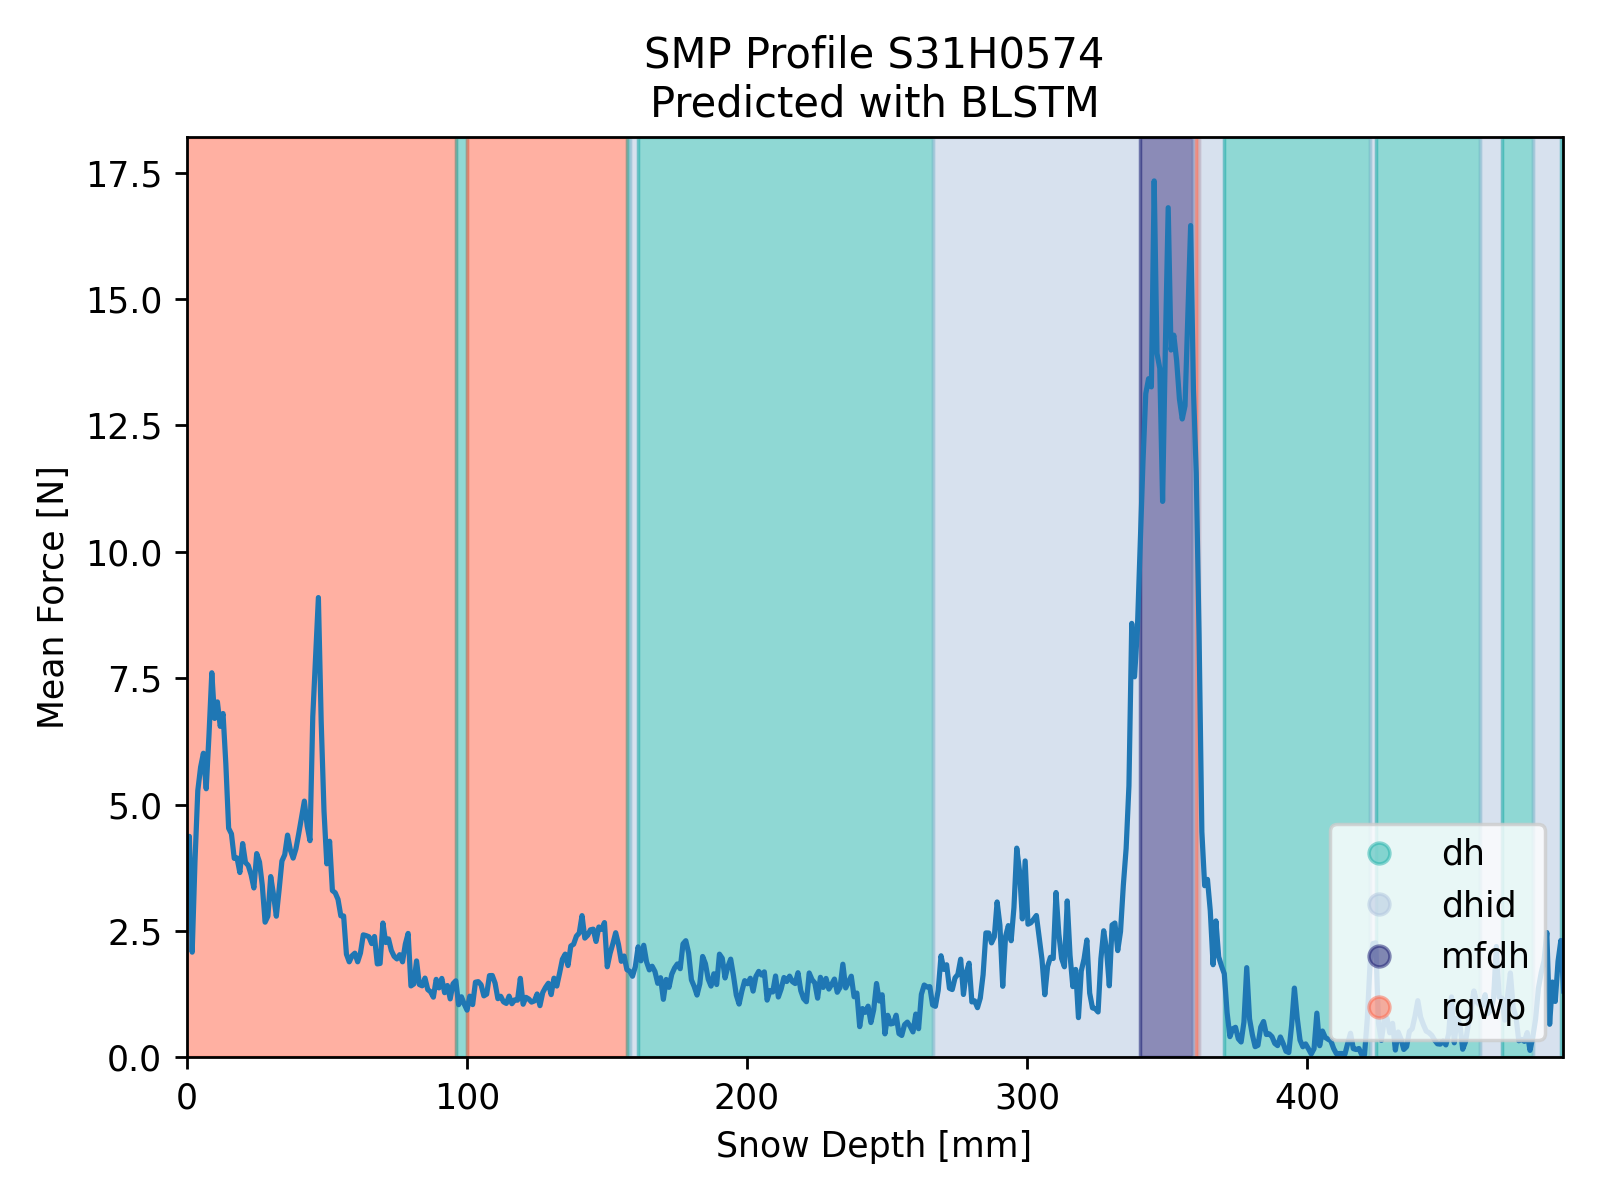 SMP Profile S31H0574
Predicted with BLSTM
Mean Force [N]
17.5
15.0
12.5
10.0
7.5
5.0
2.5
0.0
dh
dhid
mfdh
rgwp
0 100 200 300 400
Snow Depth [mm]